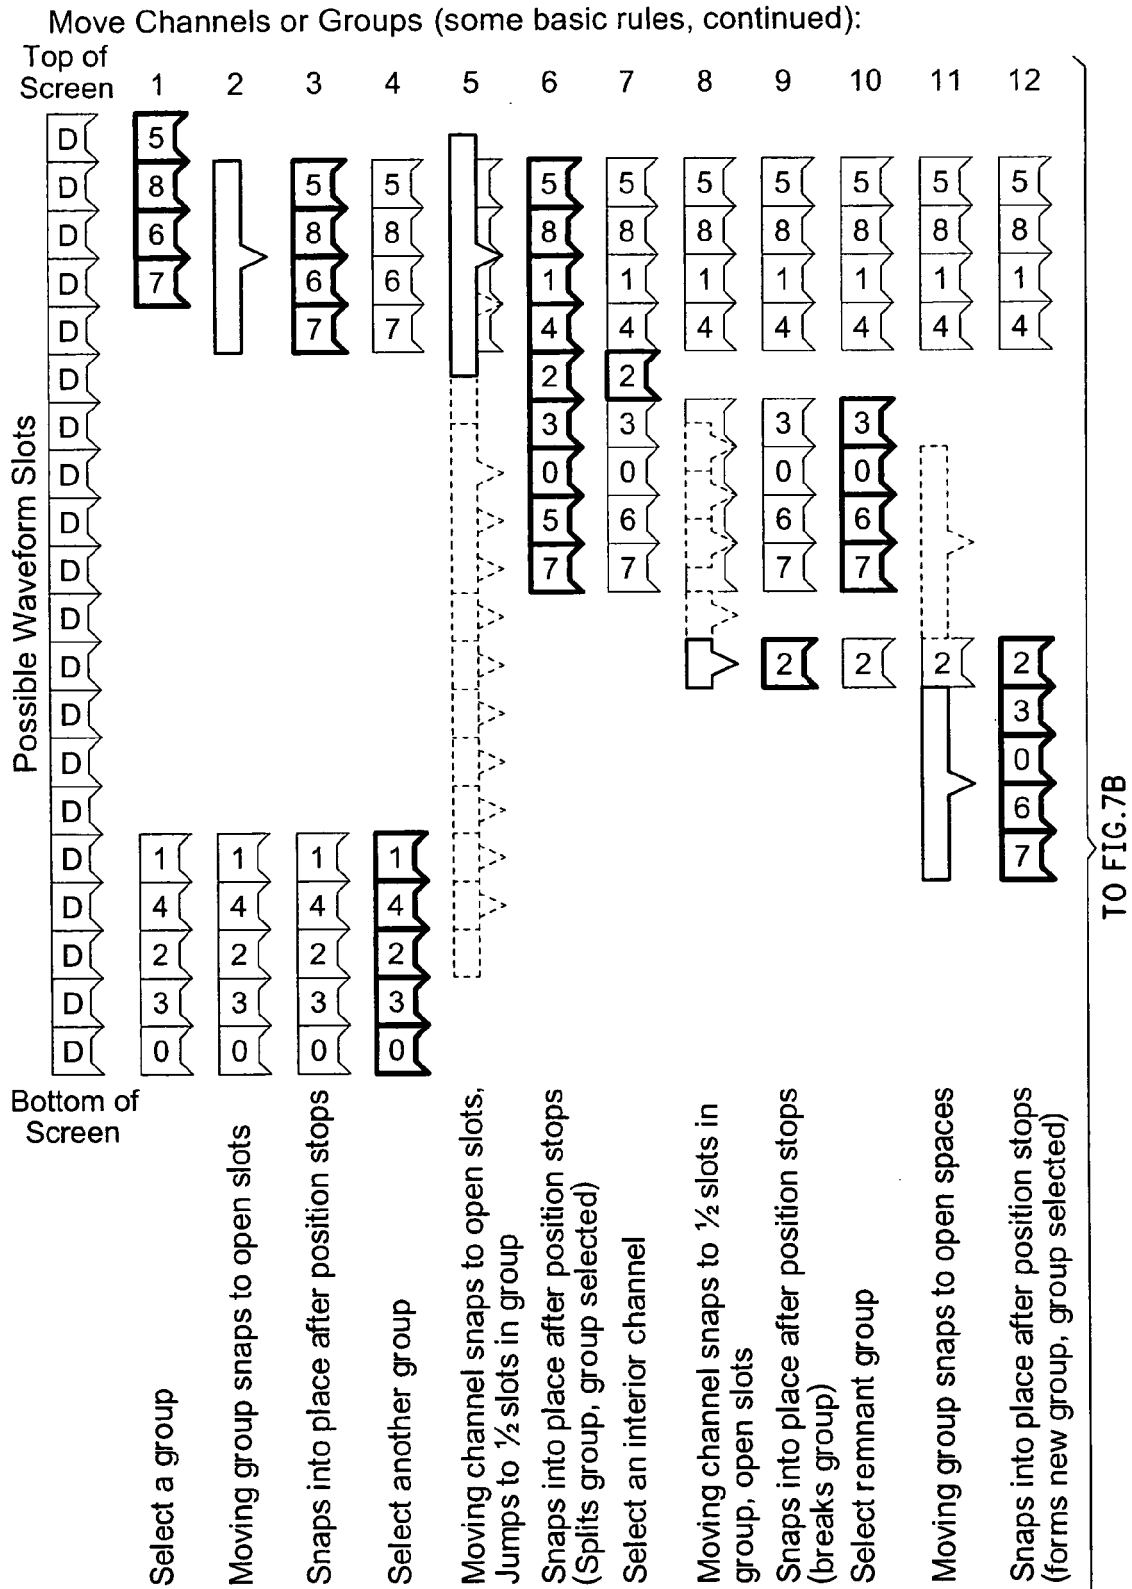 Move Channels or Groups (some basic rules, continued):
Top of
Screen 1 2 3 4 5 6 7 8 9 10 11 12
D 5
D 8 5 5 5 5 5 5 5 5 5
D 6 8 8 8 8 8 8 8 8 8
D 7 6 6 1 1 1 1 1 1 1
D 7 7 4 4 4 4 4 4 4
D 2 2
D 3 3 3 3
D 0 0 0 0
D 5 6 6 6
D 7 7 7 7
D
D 2 2 2 2
D 3
D 0
D 6
D 1 1 1 1 7
D 4 4 4 4
D 2 2 2 2
D 3 3 3 3
D 0 0 0 0
Possible Waveform Slots
Bottom of
Screen
Select a group
Moving group snaps to open slots
Snaps into place after position stops
Select another group
Moving channel snaps to open slots,
Jumps to ½ slots in group
Snaps into place after position stops
(Splits group, group selected)
Select an interior channel
Moving channel snaps to ½ slots in
group, open slots
Snaps into place after position stops
(breaks group)
Select remnant group
Moving group snaps to open spaces
Snaps into place after position stops
(forms new group, group selected)
TO FIG.7B